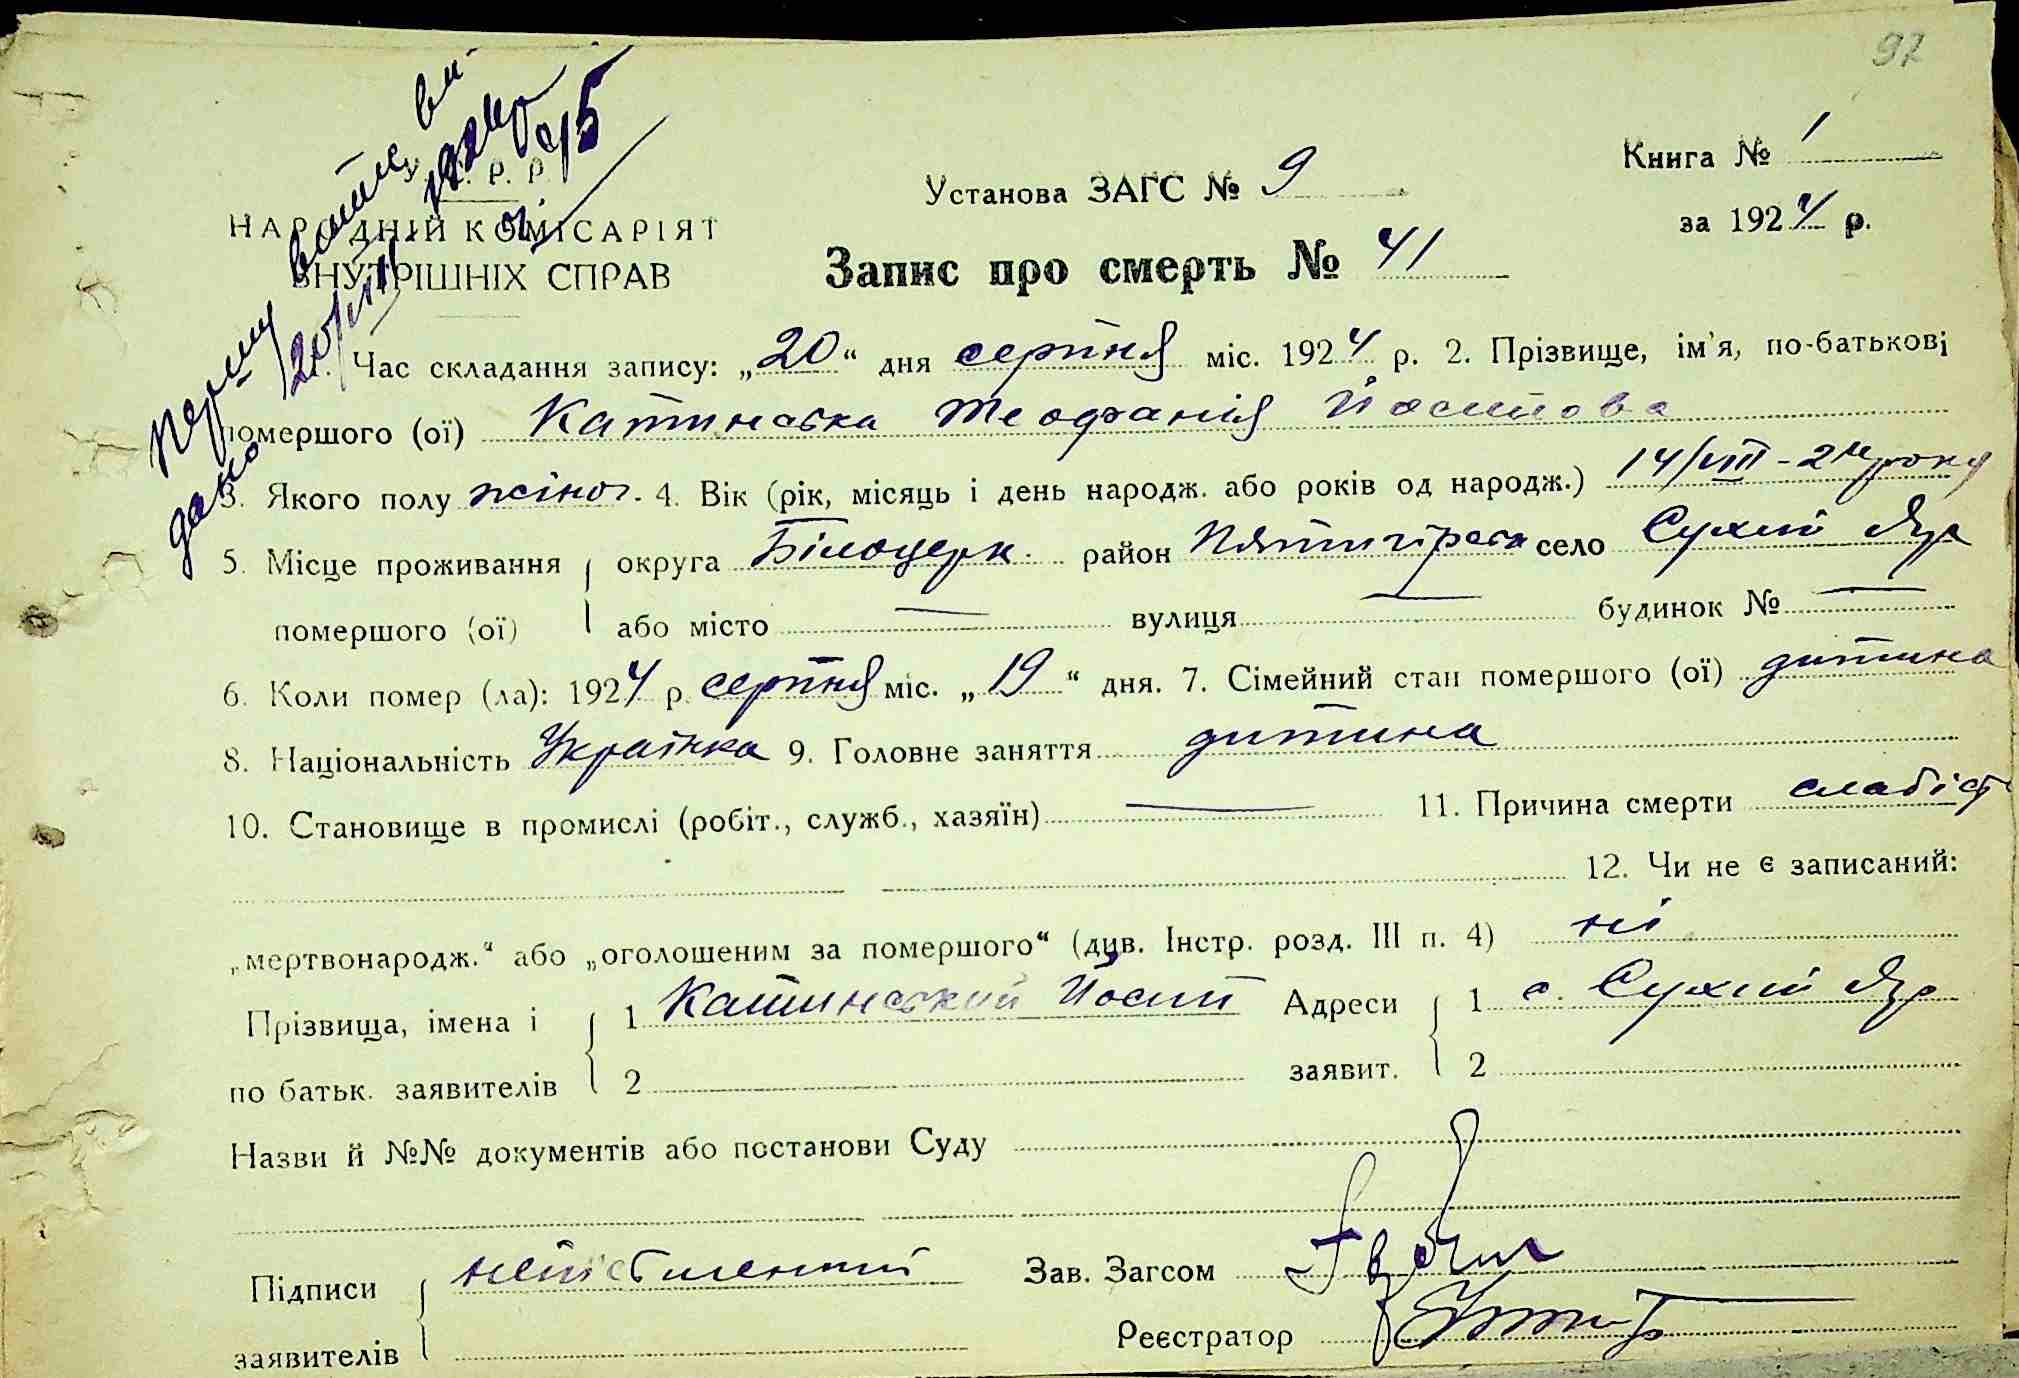 97
У. С. Р. Р.
НАРОДНІЙ КОМІСАРІЯТ
ВНУТРІШНІХ СПРАВ
Установа ЗАГС № 9
Книга № 1
за 1924 р.
Запис про смерть № 41
1. Час складання запису: „20“ дня серпня міс. 1924 р. 2. Прізвище, ім'я, по-батькові
помершого (ої) Катинська Теофанія Йосипова
3. Якого полу жіноч. 4. Вік (рік, місяць і день народж. або років од народж.) 14/VIII-24 року
5. Місце проживання округа Білоцерк. район Пятигірськ село Сухий Яр
помершого (ої) або місто — вулиця — будинок № —
6. Коли помер (ла): 1924 р. серпня міс. „19“ дня. 7. Сімейний стан помершого (ої) дитина
8. Національність Українка 9. Головне заняття дитина
10. Становище в промислі (робіт., служб., хазяїн) — 11. Причина смерти слабість
12. Чи не є записаний:
„мертвонародж.“ або „оголошеним за помершого“ (див. Інстр. розд. III п. 4) ні
Прізвища, імена і 1 Катинський Йосип Адреси 1 с. Сухий Яр
по батьк. заявителів 2 заявит. 2
Назви й №№ документів або постанови Суду
Підписи неписьменний Зав. Загсом
заявителів Реєстратор